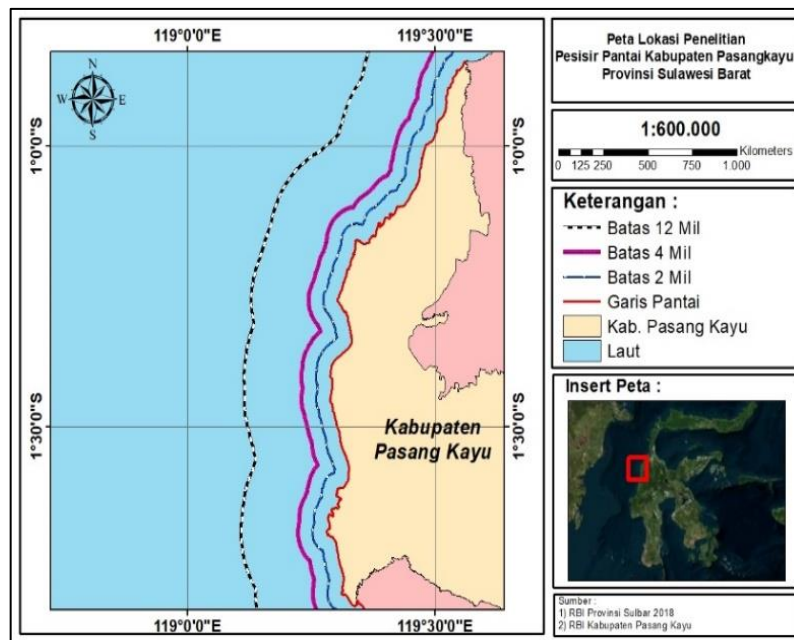 119°0'0"E
119°30'0"E
N
W
E
S
1°0'0"S
1°0'0"S
1°30'0"S
1°30'0"S
Kabupaten
Pasang Kayu
119°0'0"E
119°30'0"E
Peta Lokasi Penelitian
Pesisir Pantai Kabupaten Pasangkayu
Provinsi Sulawesi Barat
1:600.000
Kilometers
0 125 250 500 750 1.000
Keterangan :
Batas 12 Mil
Batas 4 Mil
Batas 2 Mil
Garis Pantai
Kab. Pasang Kayu
Laut
Insert Peta :
Sumber :
1) RBI Provinsi Sulbar 2018
2) RBI Kabupaten Pasang Kayu